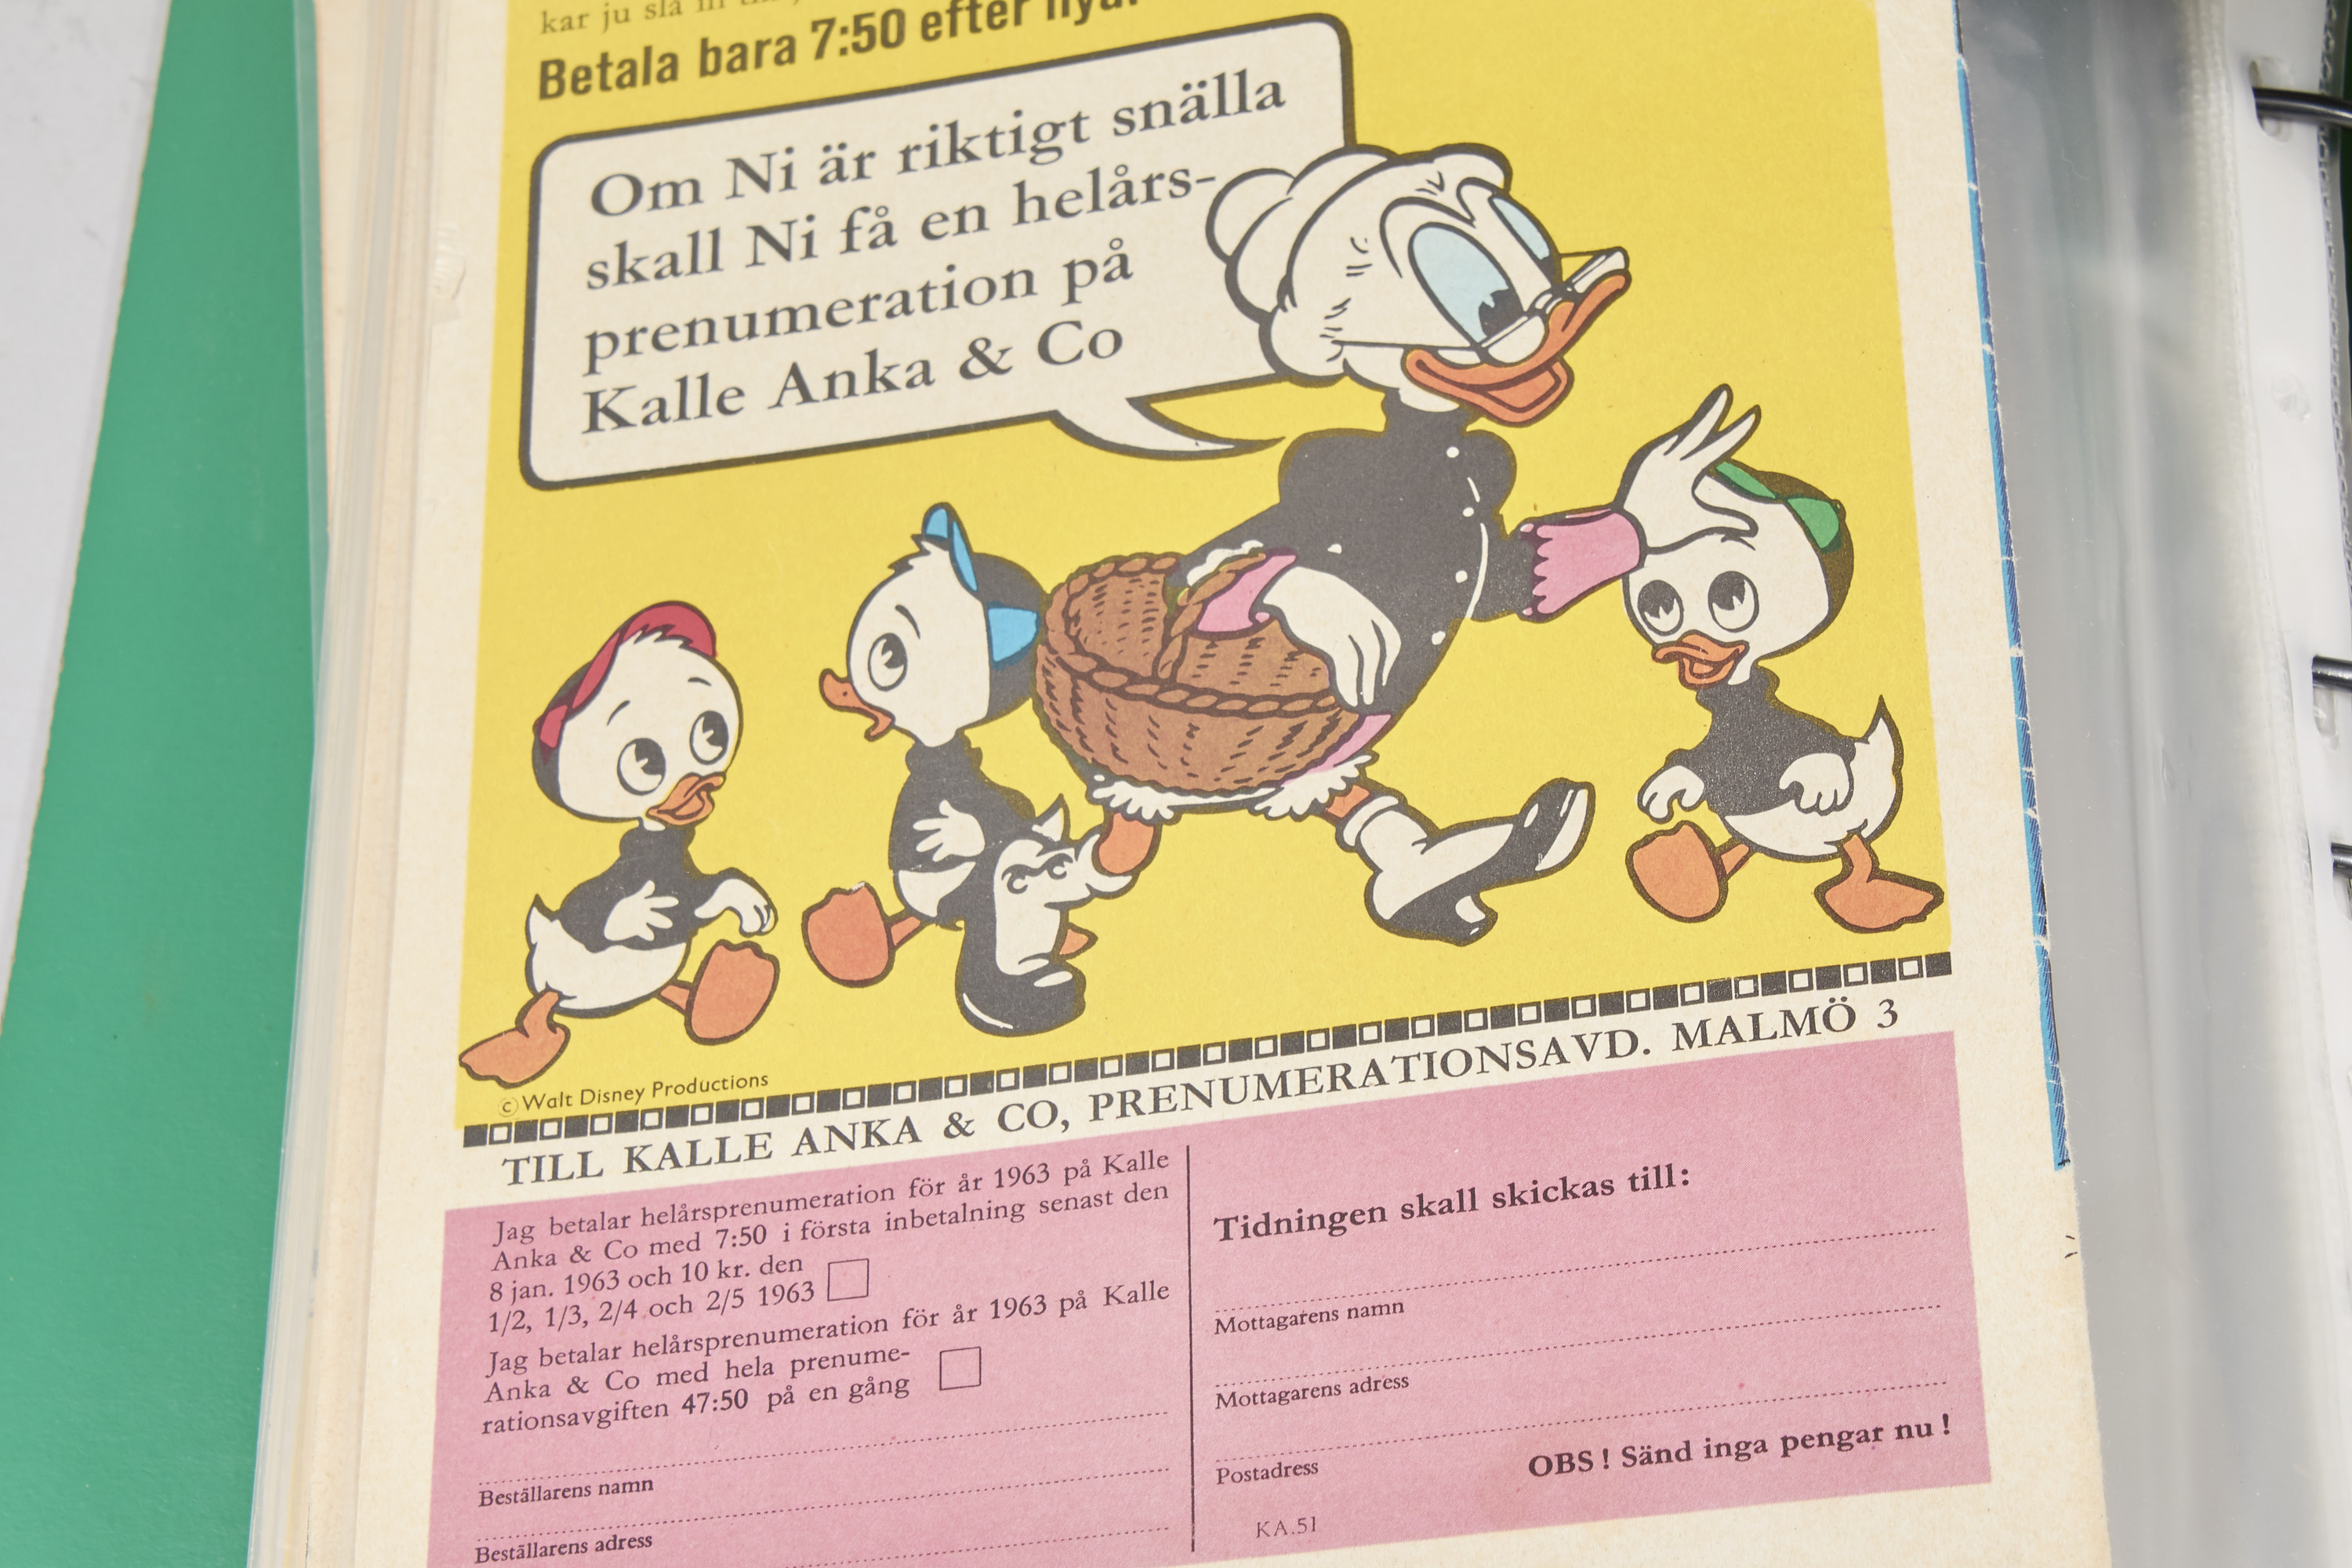 kar ju slå
Betala bara 7:50 efter nyår
Om Ni är riktigt snälla
skall Ni få en helårs-
prenumeration på
Kalle Anka & Co
© Walt Disney Productions
TILL KALLE ANKA & CO, PRENUMERATIONSAVD. MALMÖ 3
Jag betalar helårsprenumeration för år 1963 på Kalle
Anka & Co med 7:50 i första inbetalning senast den
8 jan. 1963 och 10 kr. den
1/2, 1/3, 2/4 och 2/5 1963
Jag betalar helårsprenumeration för år 1963 på Kalle
Anka & Co med hela prenume-
rationsavgiften 47:50 på en gång
Beställarens namn
Beställarens adress
Tidningen skall skickas till:
Mottagarens namn
Mottagarens adress
Postadress
OBS! Sänd inga pengar nu!
KA.51